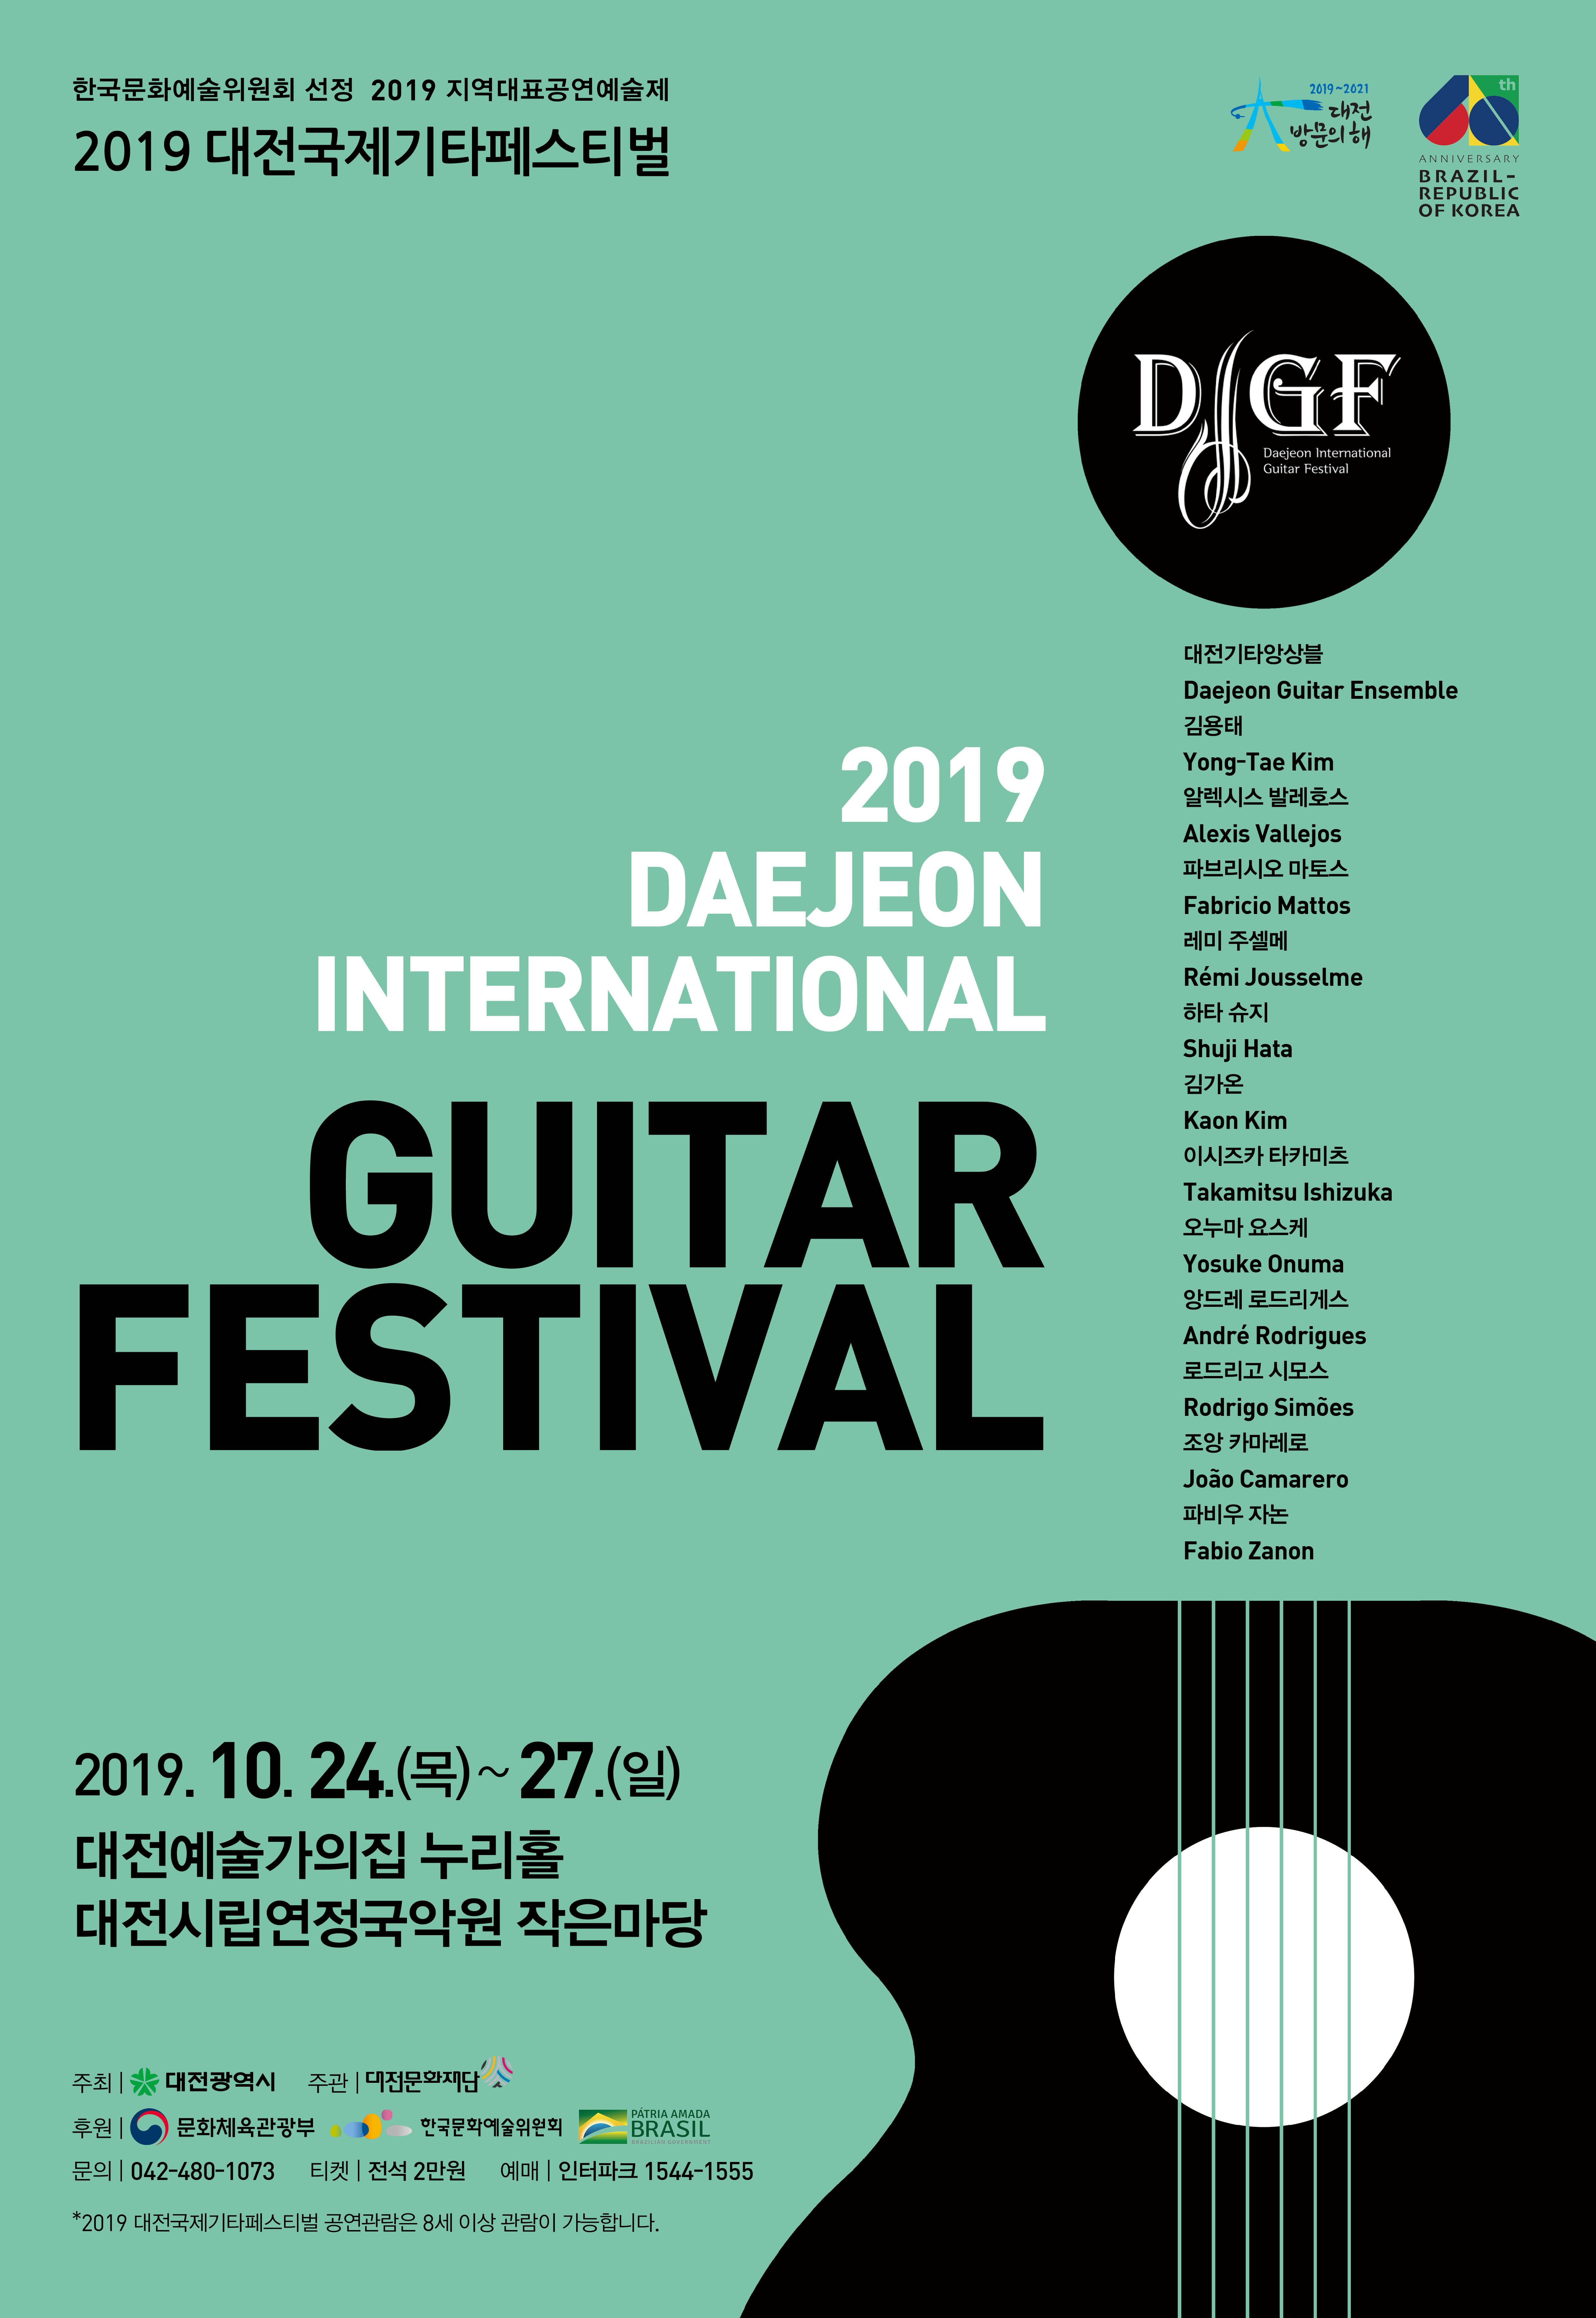 한국문화예술위원회 선정 2019 지역대표공연예술제
2019 대전국제기타페스티벌
2019~2021
대전
방문의 해
60th
ANNIVERSARY
BRAZIL-
REPUBLIC
OF KOREA
DIGF
Daejeon International
Guitar Festival
대전기타앙상블
Daejeon Guitar Ensemble
김용태
Yong-Tae Kim
알렉시스 발레호스
Alexis Vallejos
파브리시오 마토스
Fabricio Mattos
레미 주셀메
Rémi Jousselme
하타 슈지
Shuji Hata
김가온
Kaon Kim
이시즈카 타카미츠
Takamitsu Ishizuka
오누마 요스케
Yosuke Onuma
앙드레 로드리게스
André Rodrigues
로드리고 시모스
Rodrigo Simões
조앙 카마레로
João Camarero
파비우 자논
Fabio Zanon
2019
DAEJEON
INTERNATIONAL
GUITAR
FESTIVAL
2019. 10. 24.(목)~27.(일)
대전예술가의집 누리홀
대전시립연정국악원 작은마당
주최 | 대전광역시 주관 | 대전문화재단
후원 | 문화체육관광부 한국문화예술위원회 PÁTRIA AMADA
BRASIL
BRAZILIAN GOVERNMENT
문의 | 042-480-1073 티켓 | 전석 2만원 예매 | 인터파크 1544-1555
*2019 대전국제기타페스티벌 공연관람은 8세 이상 관람이 가능합니다.